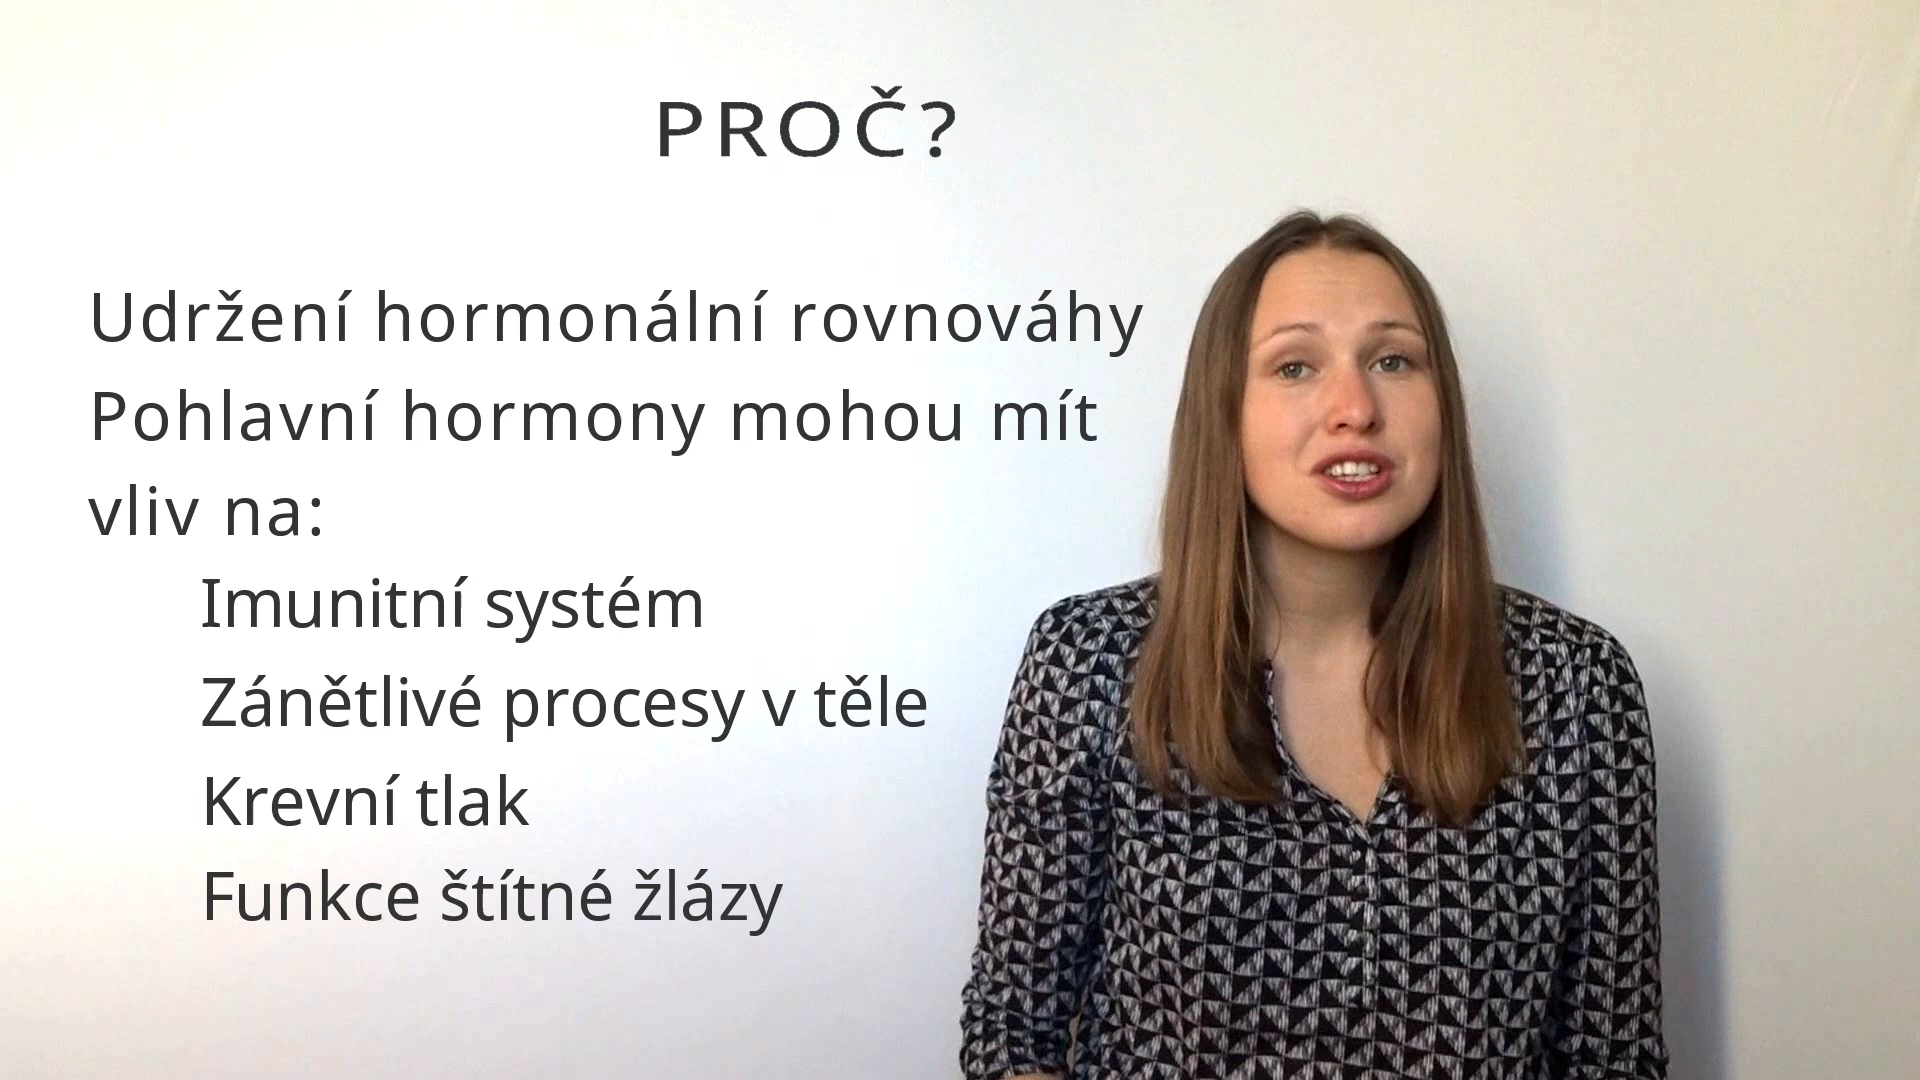 PROČ?
Udržení hormonální rovnováhy
Pohlavní hormony mohou mít
vliv na:
Imunitní systém
Zánětlivé procesy v těle
Krevní tlak
Funkce štítné žlázy